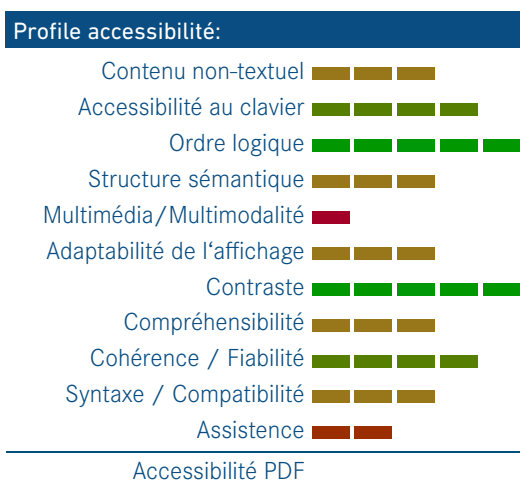 Profile accessibilité:
Contenu non-textuel
Accessibilité au clavier
Ordre logique
Structure sémantique
Multimédia/Multimodalité
Adaptabilité de l‘affichage
Contraste
Compréhensibilité
Cohérence / Fiabilité
Syntaxe / Compatibilité
Assistence
Accessibilité PDF